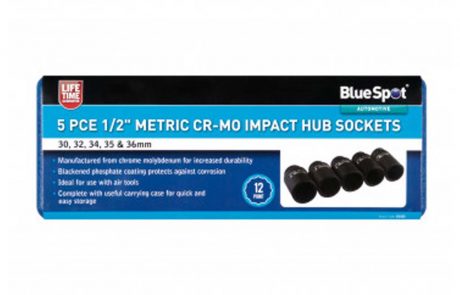 LIFE
TIME
GUARANTEE
BlueSpot
AUTOMOTIVE
5 PCE 1/2" METRIC CR-MO IMPACT HUB SOCKETS
30, 32, 34, 35 & 36mm
- Manufactured from chrome molybdenum for increased durability
- Blackened phosphate coating protects against corrosion
- Ideal for use with air tools
- Complete with useful carrying case for quick and
easy storage
12
POINT